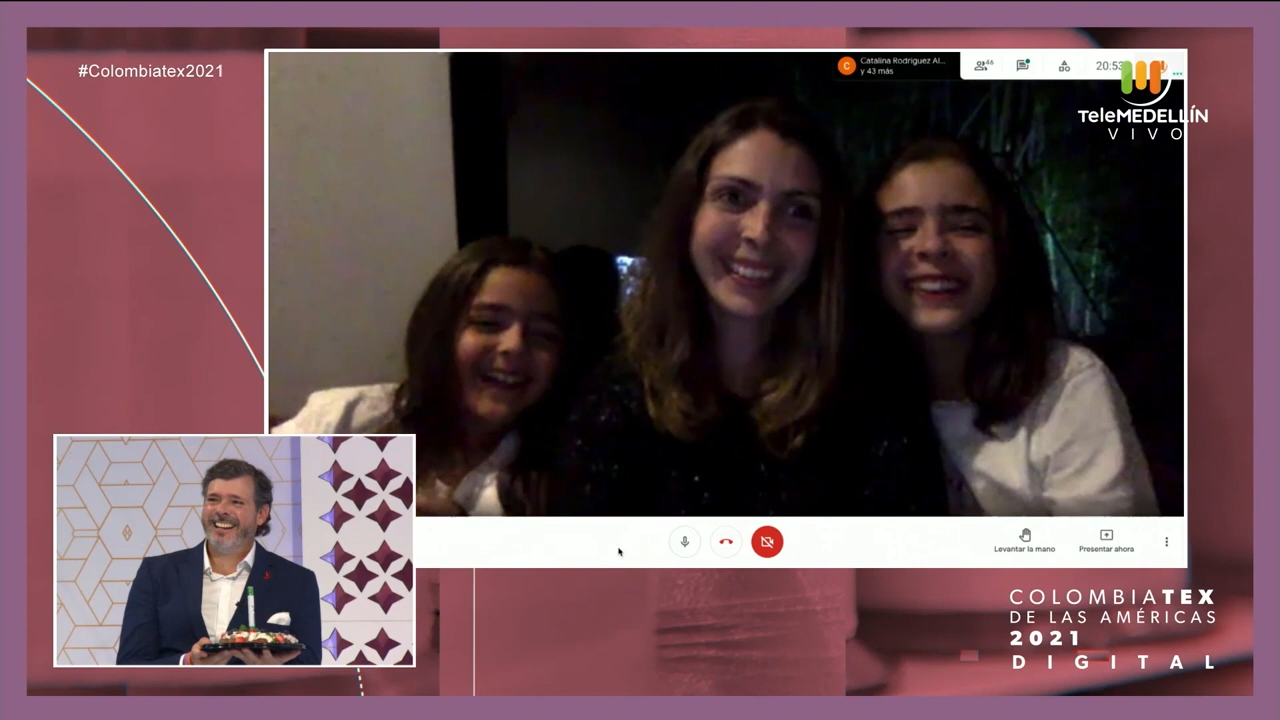 #Colombiatex2021
C
Catalina Rodriguez Al...
y 43 más
46
20:53
TeleMEDELLÍN
VIVO
Levantar la mano
Presentar ahora
COLOMBIATEX
DE LAS AMÉRICAS
2021
DIGITAL